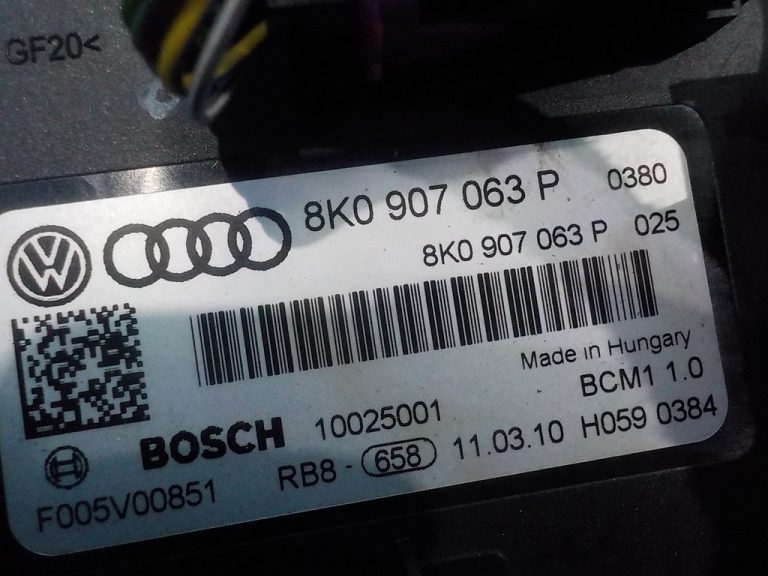 GF20<
8K0 907 063 P 0380
8K0 907 063 P 025
Made in Hungary
BCM1 1.0
BOSCH 10025001
RB8 - 658 11.03.10 H059 0384
F005V00851